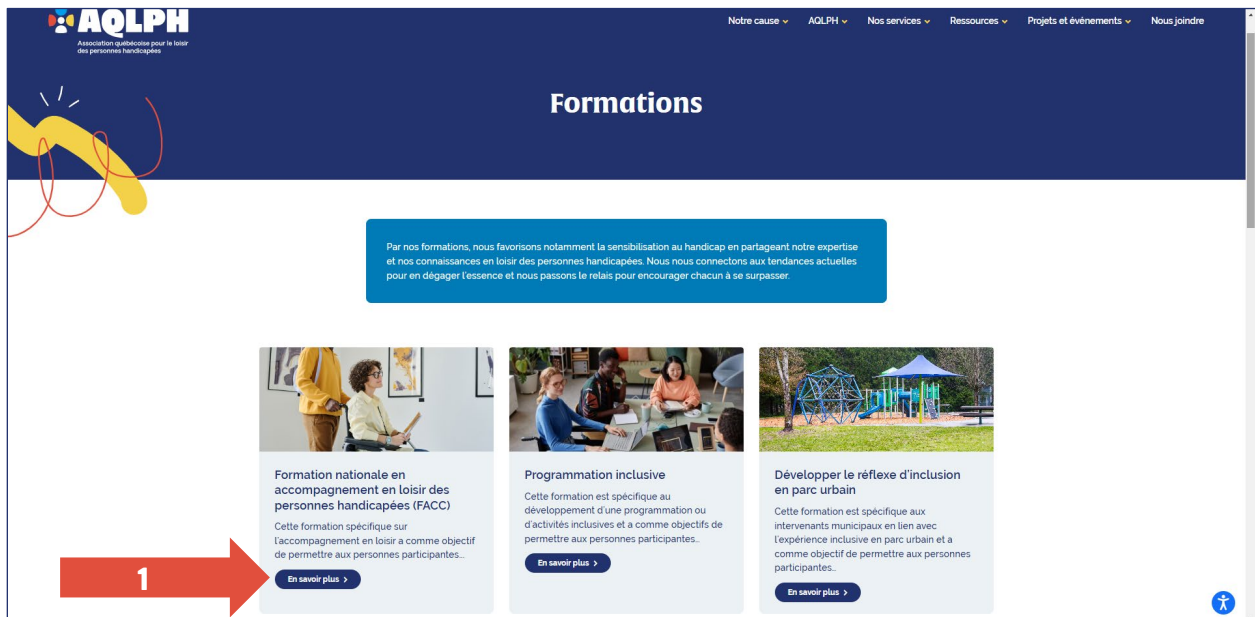 AQLPH
Association québécoise pour le loisir
des personnes handicapées
Notre cause AQLPH Nos services Ressources Projets et événements Nous joindre
Formations
Par nos formations, nous favorisons notamment la sensibilisation au handicap en partageant notre expertise
et nos connaissances en loisir des personnes handicapées. Nous nous connectons aux tendances actuelles
pour en dégager l'essence et nous passons le relais pour encourager chacun à se surpasser.
Formation nationale en
accompagnement en loisir des
personnes handicapées (FACC)
Cette formation spécifique sur
l'accompagnement en loisir a comme objectif
de permettre aux personnes participantes...
En savoir plus >
Programmation inclusive
Cette formation est spécifique au
développement d'une programmation ou
d'activités inclusives et a comme objectifs de
permettre aux personnes participantes...
En savoir plus >
Développer le réflexe d'inclusion
en parc urbain
Cette formation est spécifique aux
intervenants municipaux en lien avec
l'expérience inclusive en parc urbain et a
comme objectif de permettre aux personnes
participantes...
En savoir plus >
1